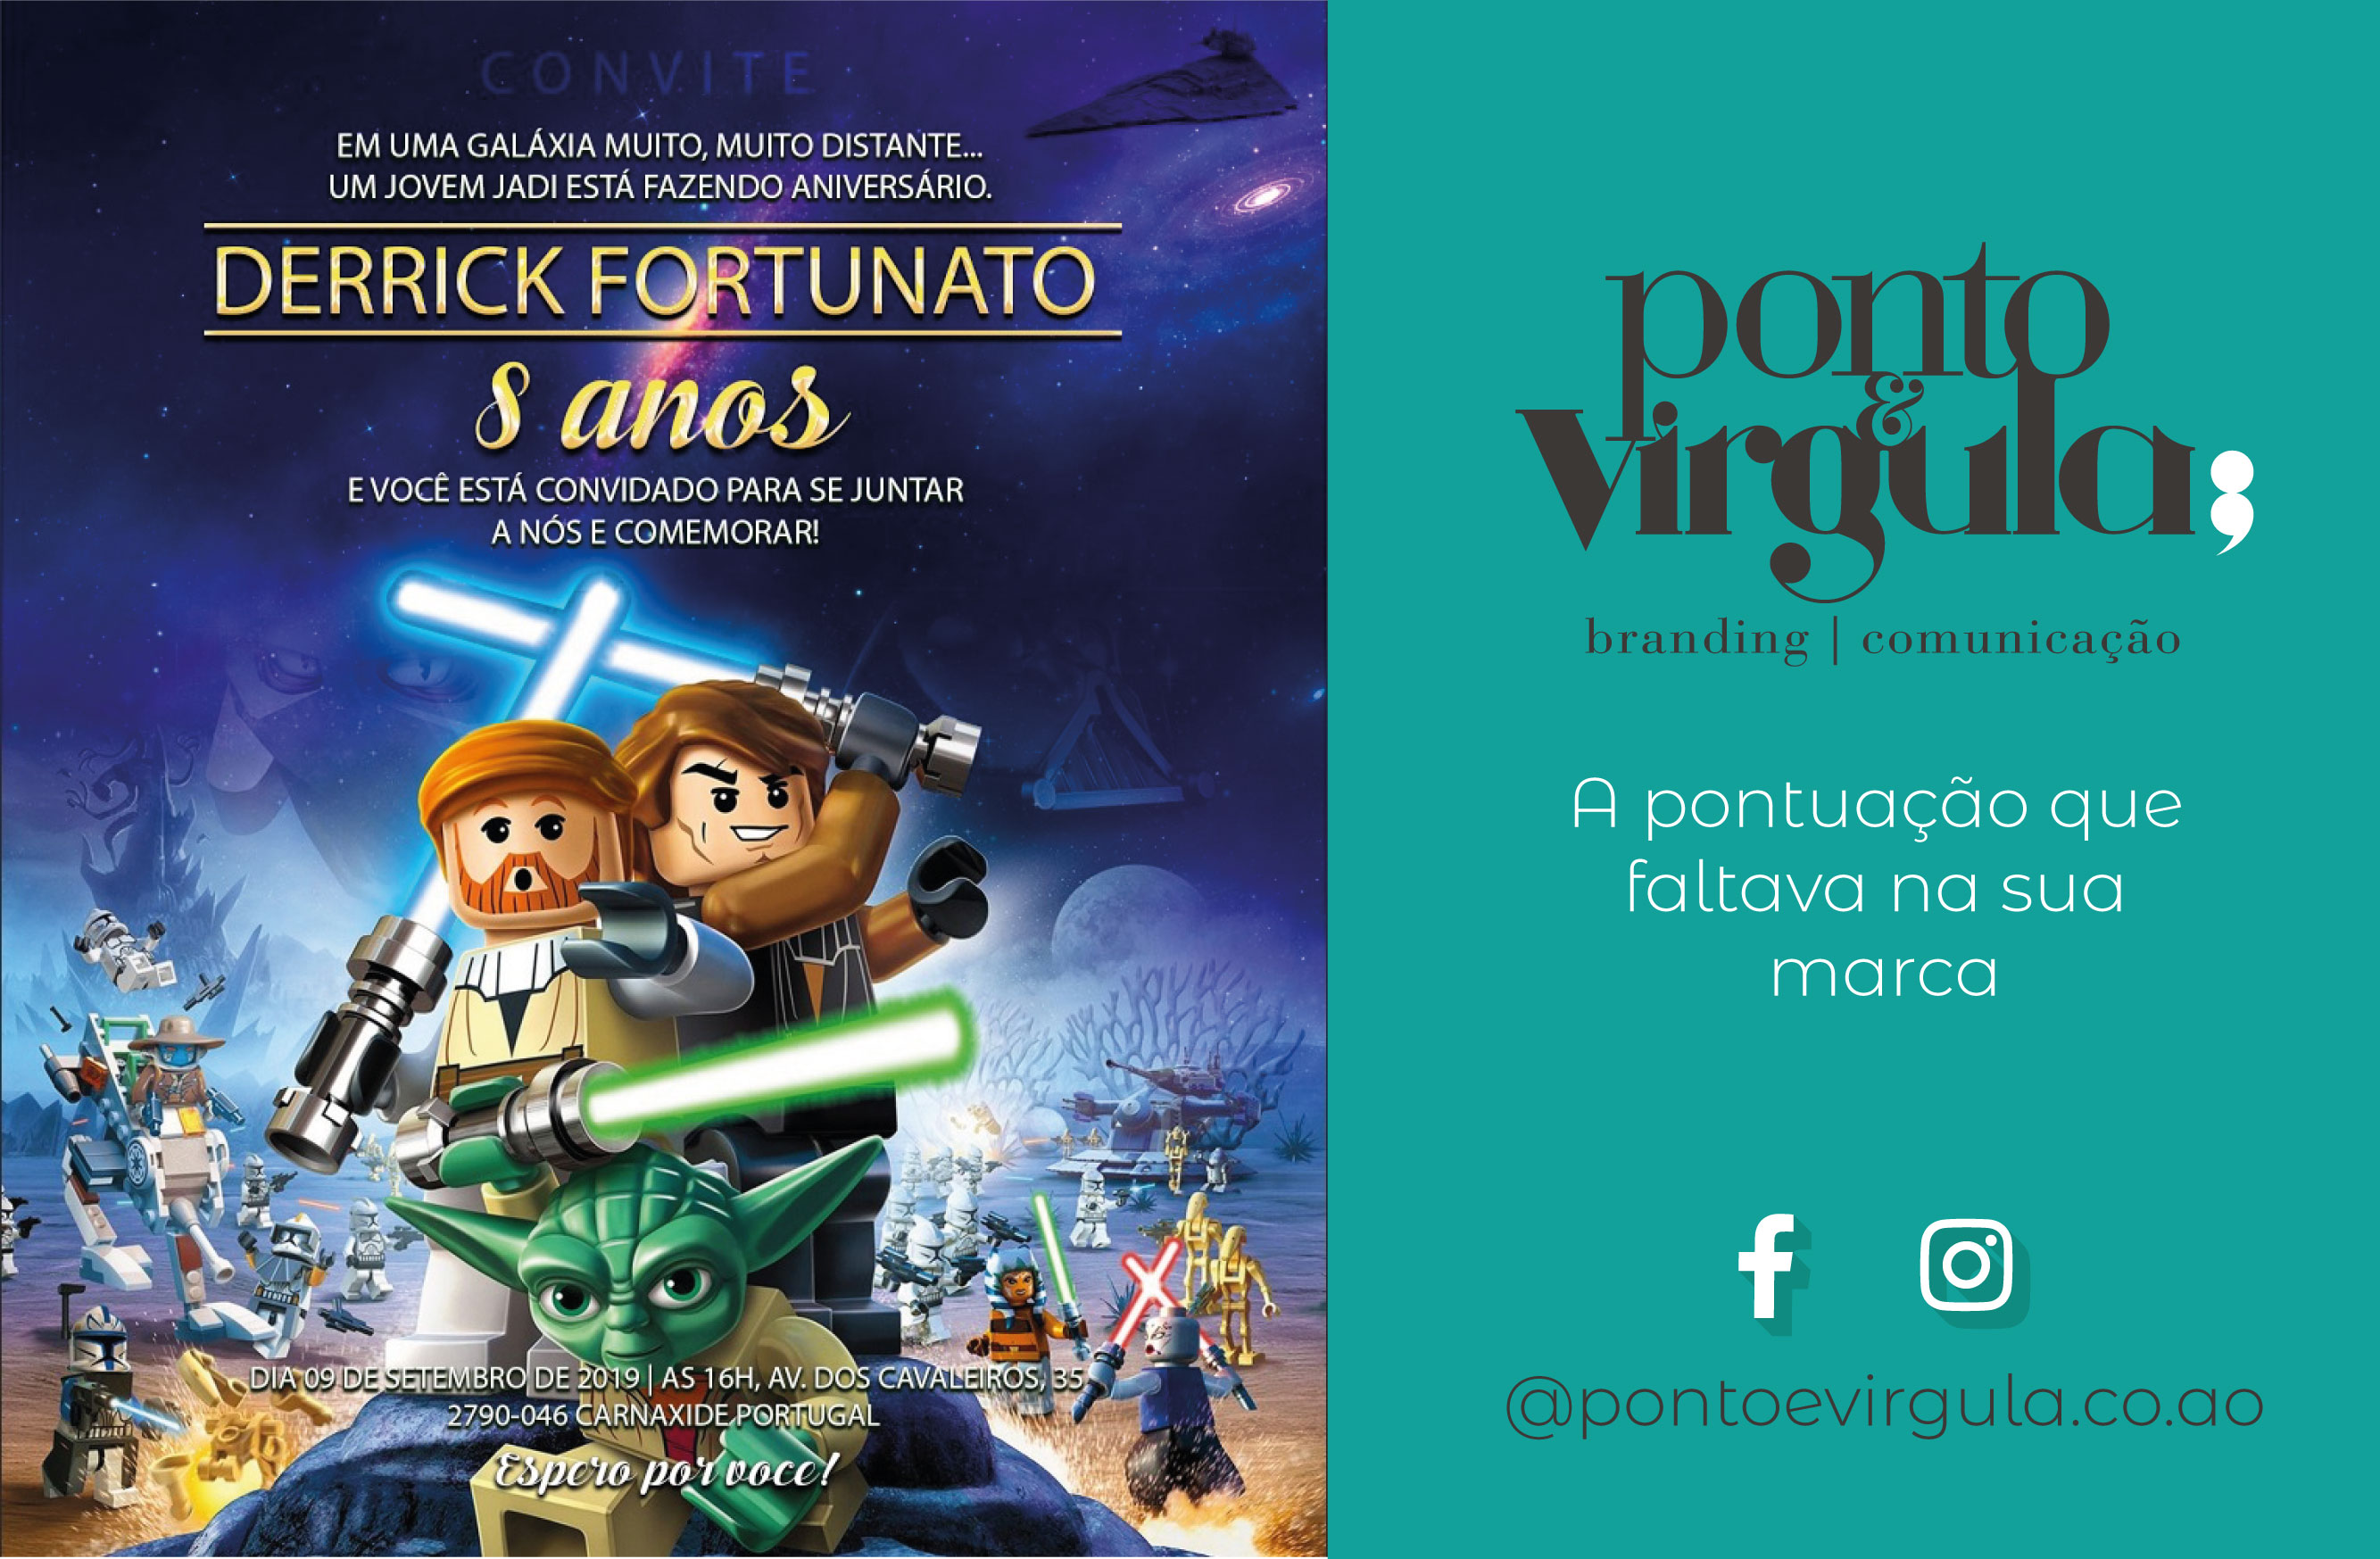 CONVITE
EM UMA GALÁXIA MUITO, MUITO DISTANTE...
UM JOVEM JADI ESTÁ FAZENDO ANIVERSÁRIO.
DERRICK FORTUNATO
8 anos
E VOCÊ ESTÁ CONVIDADO PARA SE JUNTAR
A NÓS E COMEMORAR!
DIA 09 DE SETEMBRO DE 2019 | AS 16H, AV. DOS CAVALEIROS, 35
2790-046 CARNAXIDE PORTUGAL
Espero por voce!
ponto
&
virgula;
branding | comunicação
A pontuação que
faltava na sua
marca
@pontoevirgula.co.ao